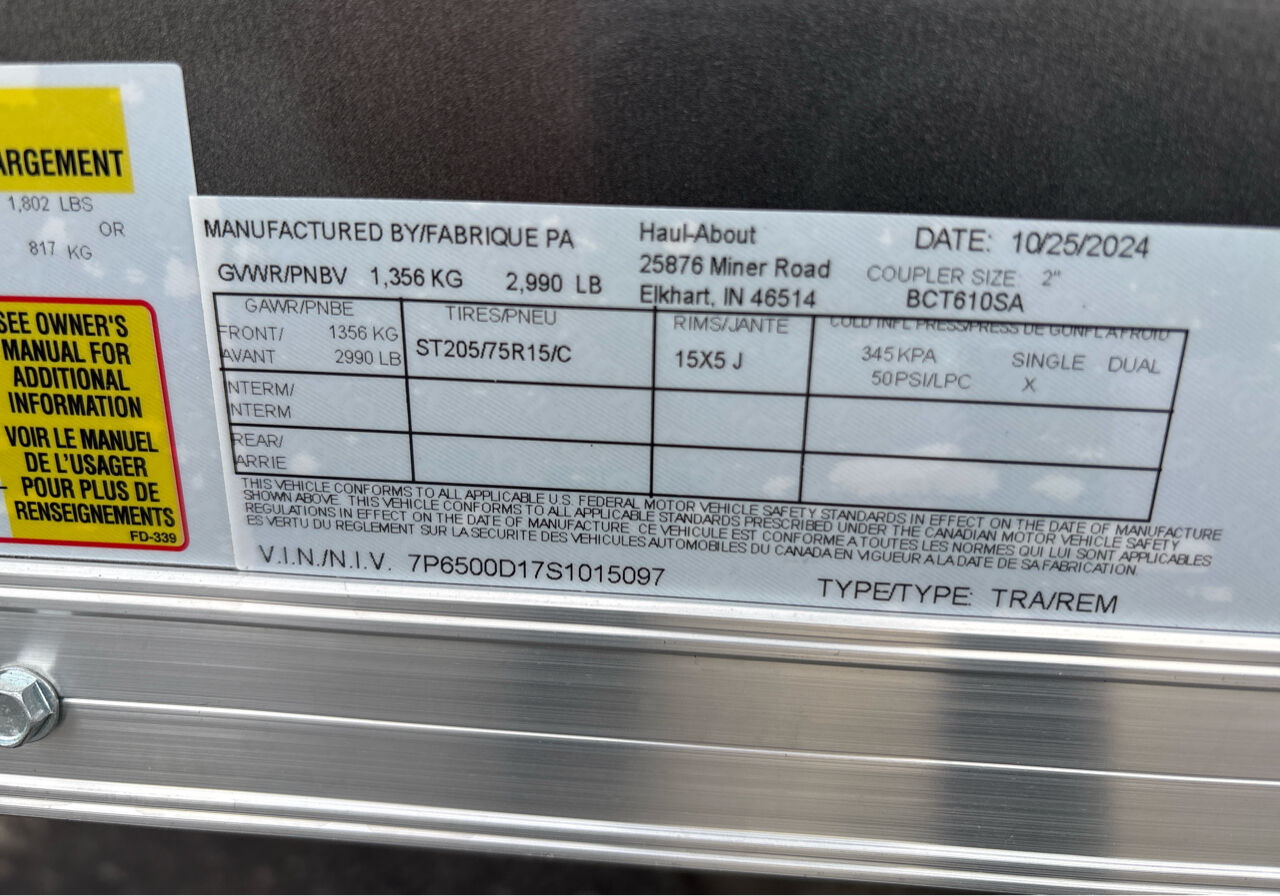 ARGEMENT
1,802 LBS
OR
817 KG
SEE OWNER'S
MANUAL FOR
ADDITIONAL
INFORMATION
VOIR LE MANUEL
DE L'USAGER
POUR PLUS DE
RENSEIGNEMENTS
FD-339
MANUFACTURED BY/FABRIQUE PA
Haul-About
DATE: 10/25/2024
GVWR/PNBV 1,356 KG 2,990 LB
25876 Miner Road
COUPLER SIZE: 2"
Elkhart, IN 46514
BCT610SA
GAWR/PNBE
TIRES/PNEU
RIMS/JANTE
COLD INFL PRESS/PRESS DE GONFLAFROID
FRONT/ 1356 KG
AVANT 2990 LB
ST205/75R15/C
15X5 J
345 KPA SINGLE DUAL
50PSI/LPC X
NTERM/
NTERM
REAR/
ARRIE
THIS VEHICLE CONFORMS TO ALL APPLICABLE U.S. FEDERAL MOTOR VEHICLE SAFETY STANDARDS IN EFFECT ON THE DATE OF MANUFACTURE
SHOWN ABOVE. THIS VEHICLE CONFORMS TO ALL APPLICABLE STANDARDS PRESCRIBED UNDER THE CANADIAN MOTOR VEHICLE SAFETY
REGULATIONS IN EFFECT ON THE DATE OF MANUFACTURE. CE VEHICULE EST CONFORME A TOUTES LES NORMES QUI LUI SONT APPLICABLES
ES VERTU DU REGLEMENT SUR LA SECURITE DES VEHICULES AUTOMOBILES DU CANADA EN VIGUEUR A LA DATE DE SA FABRICATION.
V.I.N./N.I.V. 7P6500D17S1015097
TYPE/TYPE: TRA/REM